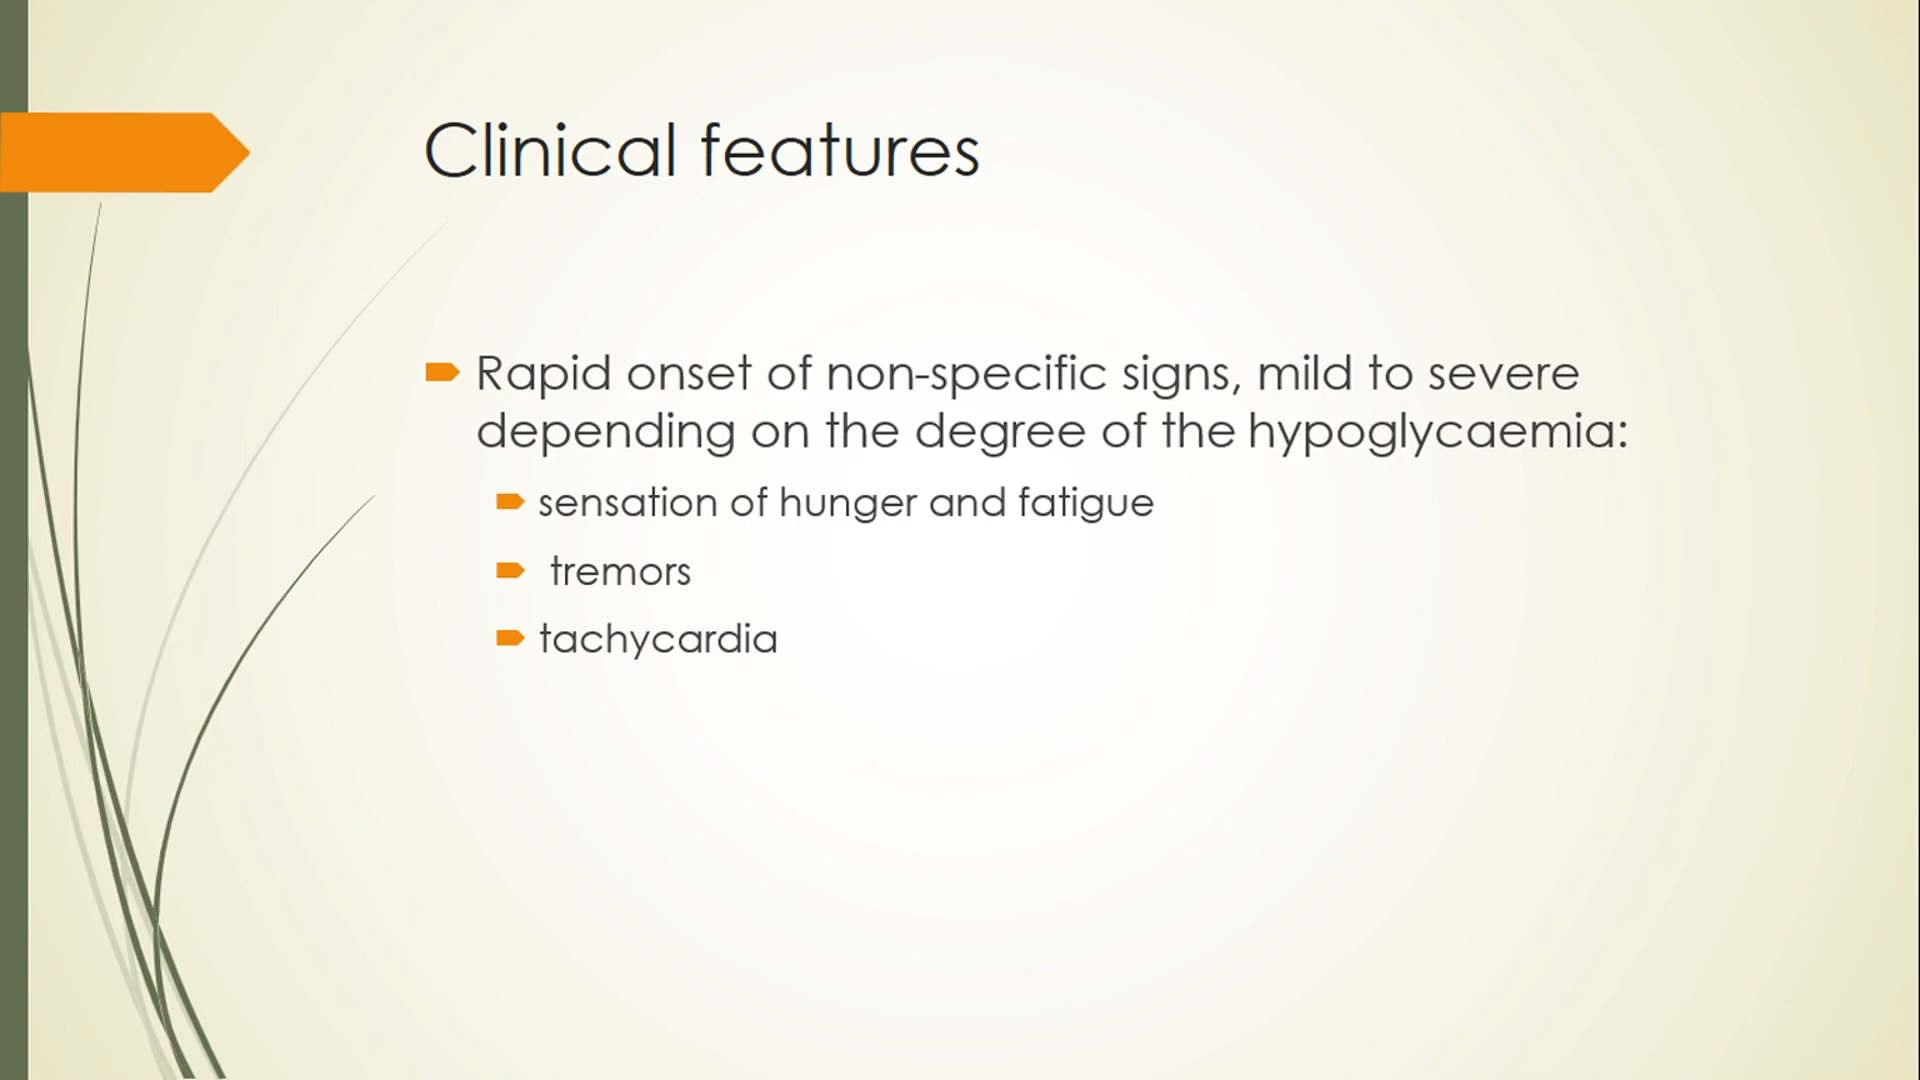 Clinical features
Rapid onset of non-specific signs, mild to severe
depending on the degree of the hypoglycaemia:
sensation of hunger and fatigue
tremors
tachycardia